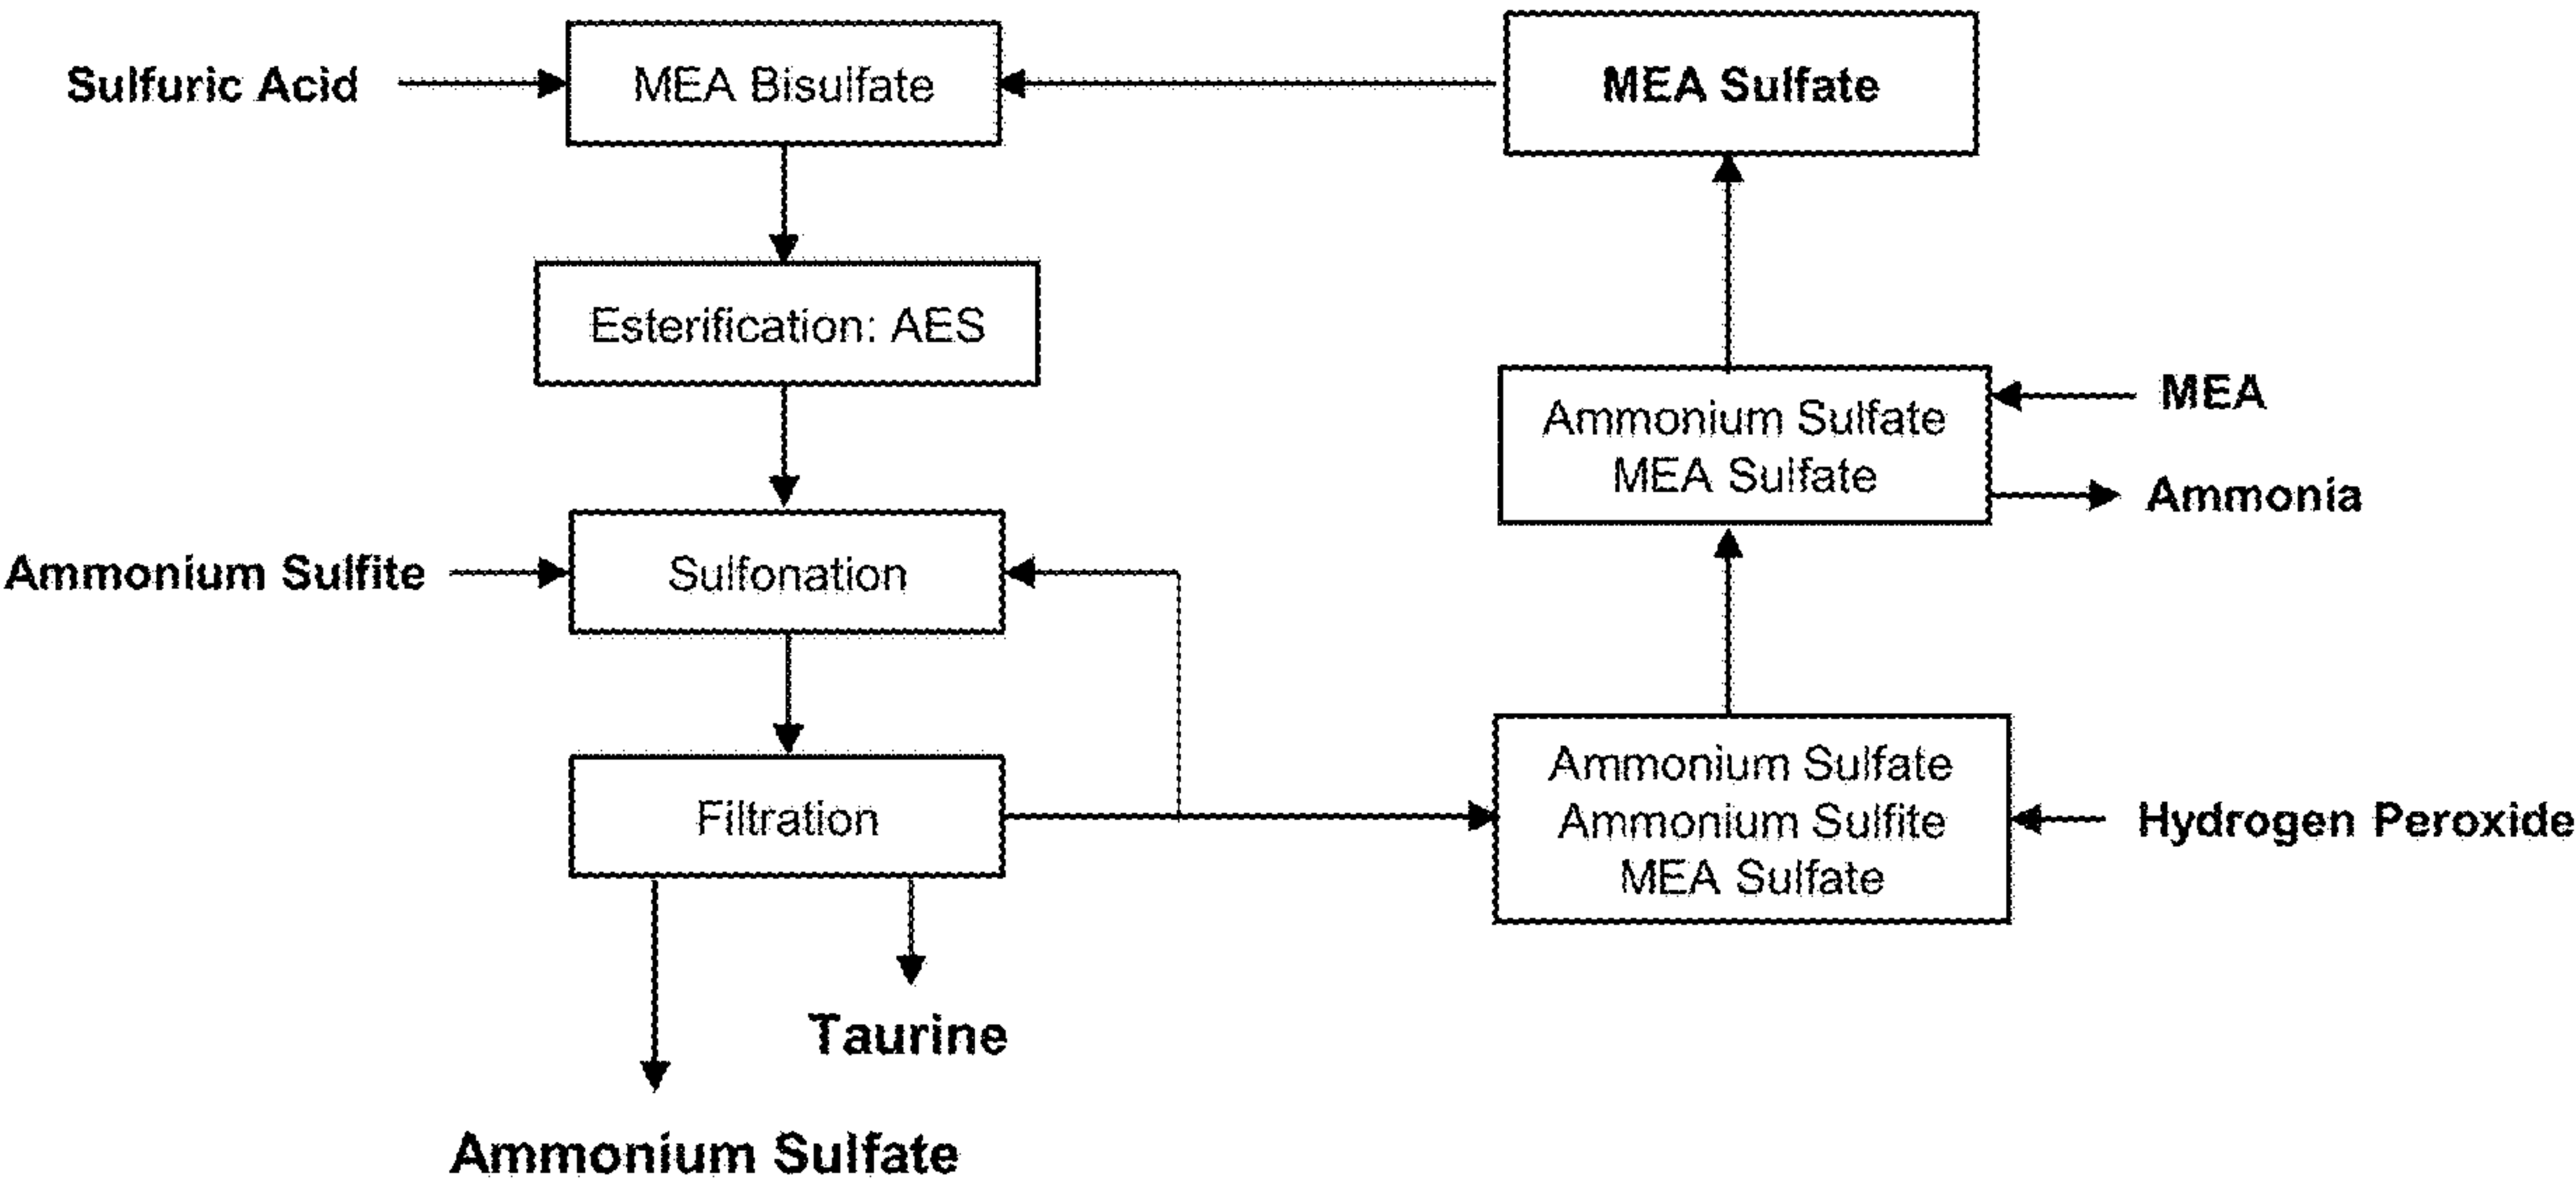 Sulfuric Acid
MEA Bisulfate
MEA Sulfate
Esterification: AES
Ammonium Sulfate
MEA Sulfate
MEA
Ammonia
Ammonium Sulfite
Sulfonation
Filtration
Ammonium Sulfate
Ammonium Sulfite
MEA Sulfate
Hydrogen Peroxide
Taurine
Ammonium Sulfate